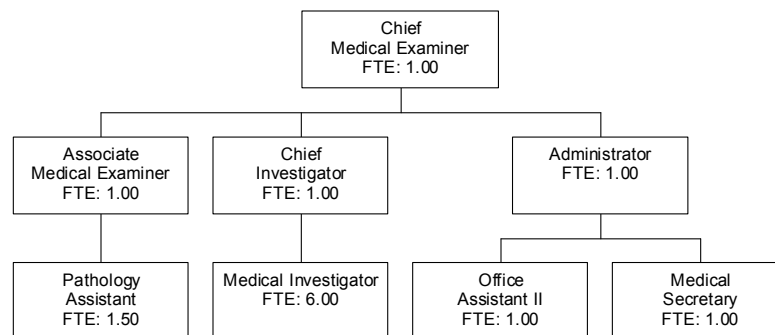 Chief
Medical Examiner
FTE: 1.00
Associate
Medical Examiner
FTE: 1.00
Chief
Investigator
FTE: 1.00
Administrator
FTE: 1.00
Pathology
Assistant
FTE: 1.50
Medical Investigator
FTE: 6.00
Office
Assistant II
FTE: 1.00
Medical
Secretary
FTE: 1.00